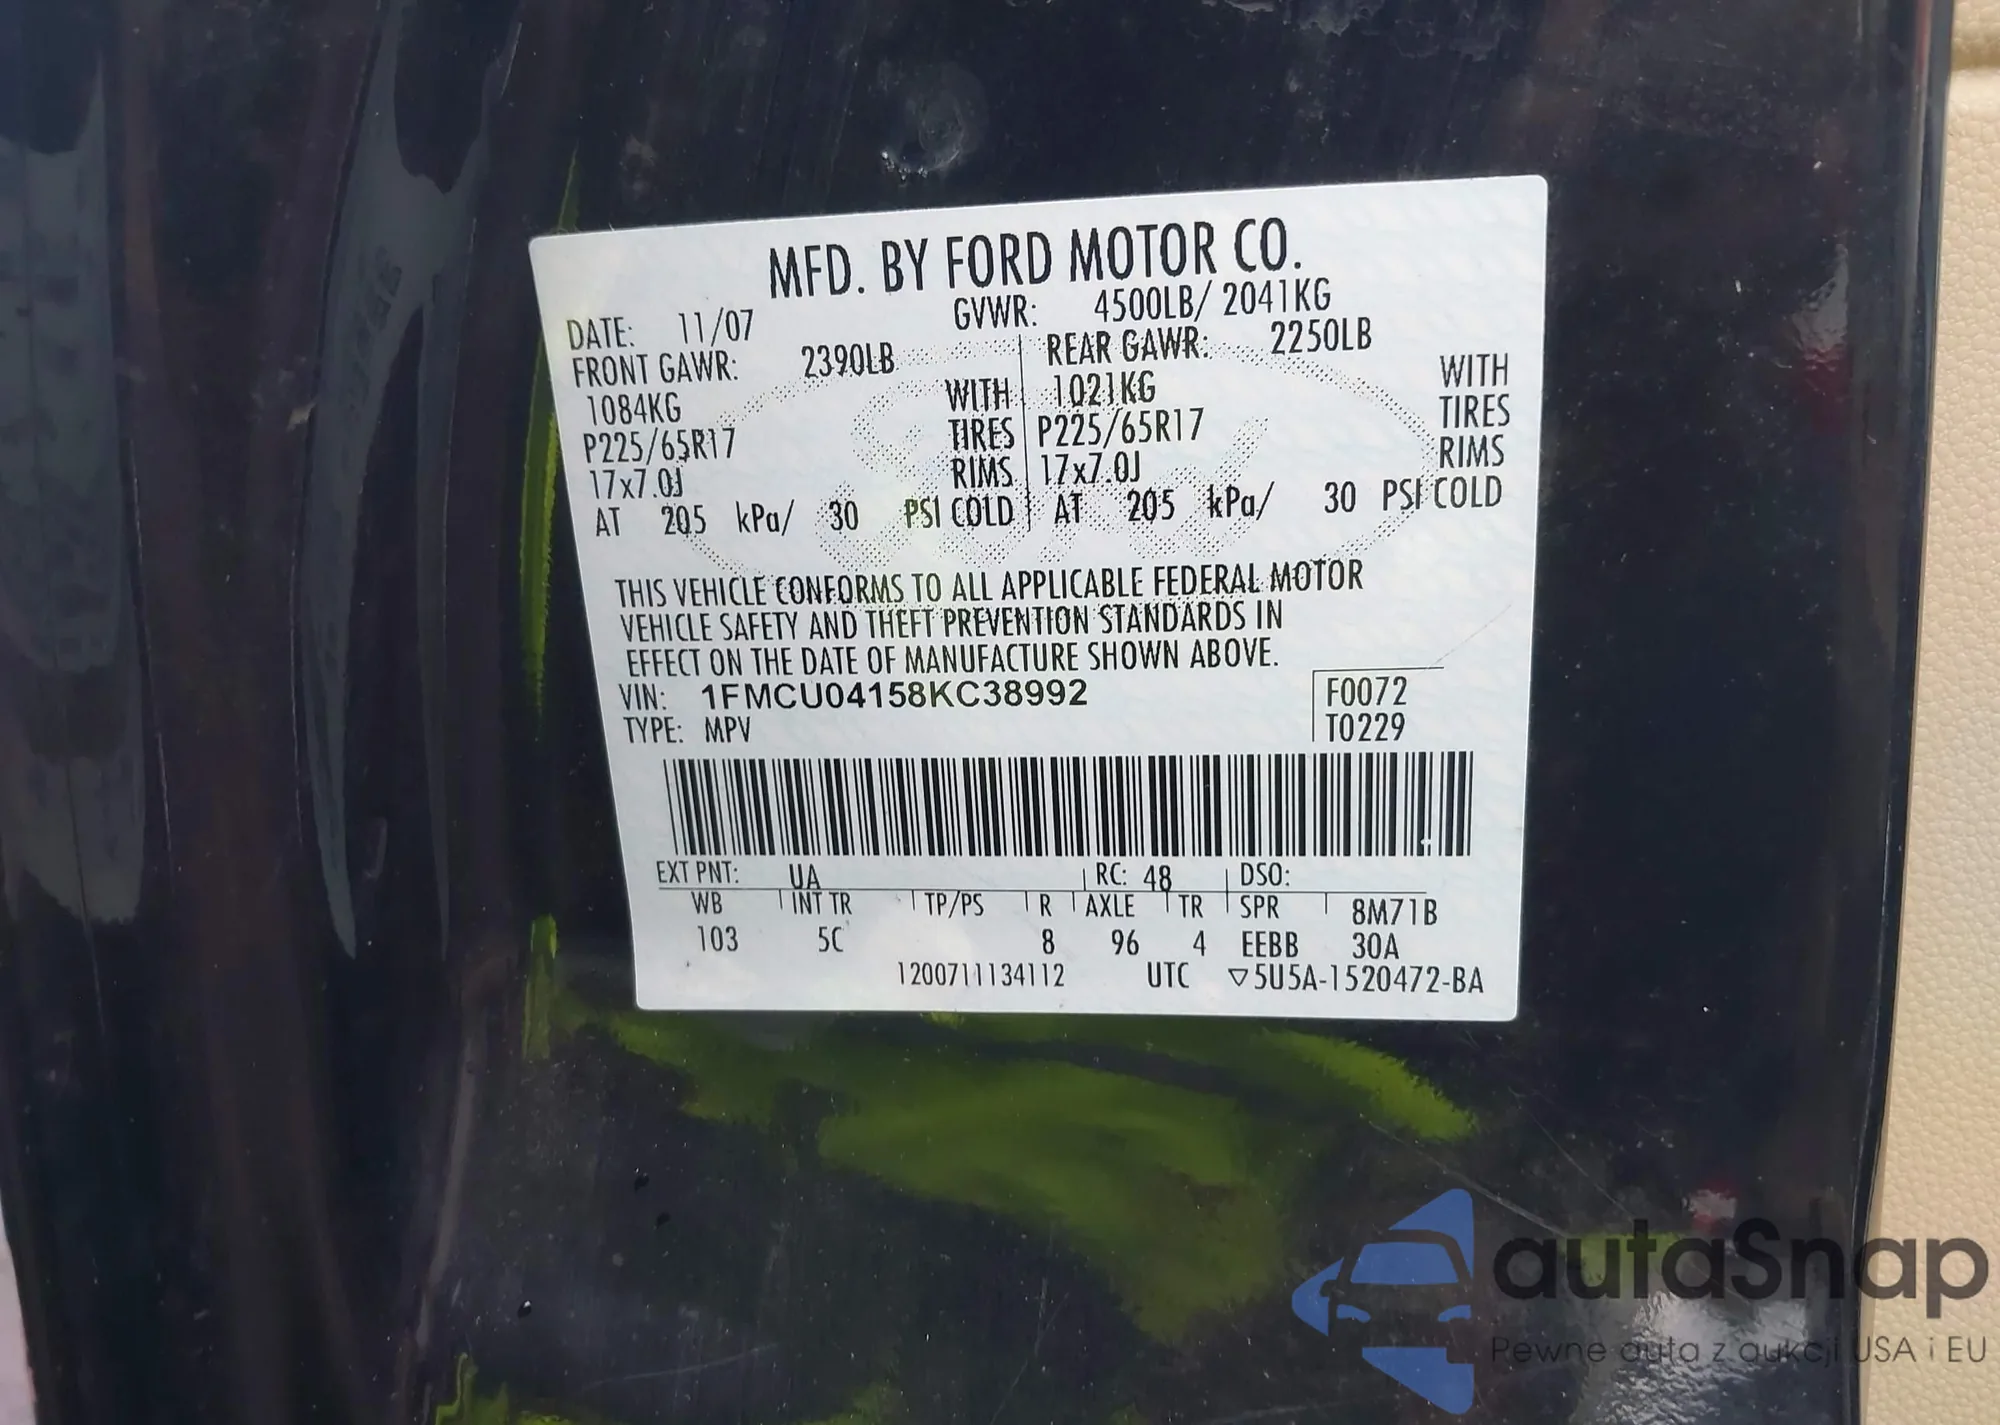 MFD. BY FORD MOTOR CO.
DATE: 11/07 GVWR: 4500LB/ 2041KG
FRONT GAWR: 2390LB REAR GAWR: 2250LB
1084KG WITH 1021KG WITH
P225/65R17 TIRES P225/65R17 TIRES
17x7.0J RIMS 17x7.0J RIMS
AT 205 kPa/ 30 PSI COLD AT 205 kPa/ 30 PSI COLD
THIS VEHICLE CONFORMS TO ALL APPLICABLE FEDERAL MOTOR
VEHICLE SAFETY AND THEFT PREVENTION STANDARDS IN
EFFECT ON THE DATE OF MANUFACTURE SHOWN ABOVE.
VIN: 1FMCU04158KC38992 F0072
TYPE: MPV T0229
EXT PNT: UA RC: 48 DSO:
WB INT TR TP/PS R AXLE TR SPR 8M71B
103 5C 8 96 4 EEBB 30A
1200711134112 UTC ▽5U5A-1520472-BA
autaSnap
Pewne auta z aukcji USA i EU